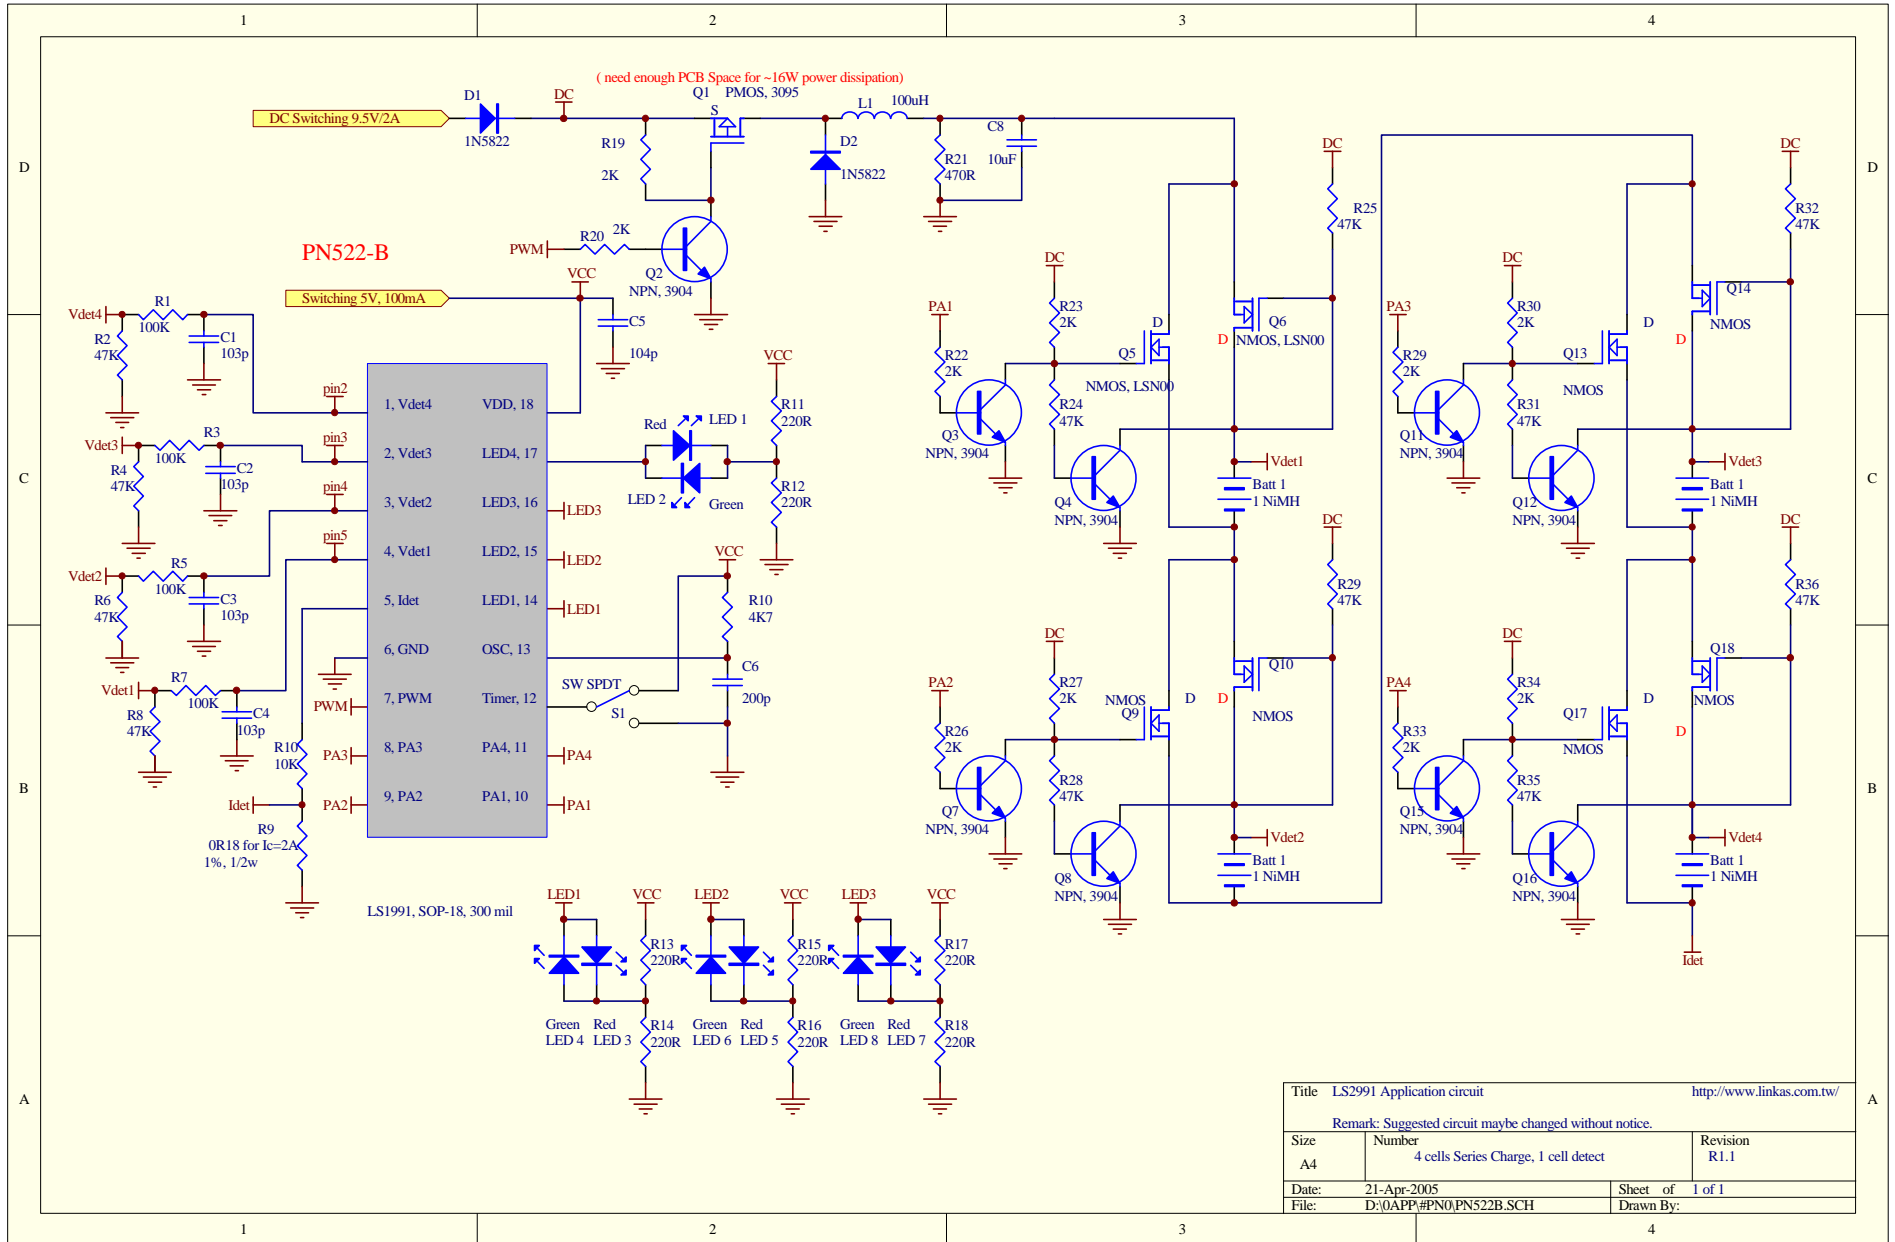 1 2 3 4
D
C
B
A
( need enough PCB Space for ~16W power dissipation)
DC Switching 9.5V/2A
D1
1N5822
DC
R19
2K
Q1 PMOS, 3095
S
D2
1N5822
L1 100uH
R21
470R
C8
10uF
PWM
R20 2K
Q2
NPN, 3904
PN522-B
Switching 5V, 100mA
VCC
C5
104p
Vdet4
R1
100K
R2
47K
C1
103p
pin2
Vdet3
R3
100K
R4
47K
C2
103p
pin3
Vdet2
R5
100K
R6
47K
C3
103p
pin4
Vdet1
R7
100K
R8
47K
C4
103p
pin5
1, Vdet4 VDD, 18
2, Vdet3 LED4, 17
3, Vdet2 LED3, 16
4, Vdet1 LED2, 15
5, Idet LED1, 14
6, GND OSC, 13
7, PWM Timer, 12
8, PA3 PA4, 11
9, PA2 PA1, 10
PWM
PA3
PA2
R10
10K
Idet
R9
0R18 for Ic=2A
1%, 1/2w
LS1991, SOP-18, 300 mil
Red LED 1
LED 2 Green
VCC
R11
220R
R12
220R
LED3
LED2
LED1
VCC
R10
4K7
C6
200p
SW SPDT
S1
PA4
PA1
LED1
VCC
R13
220R
R14
220R
Green Red
LED 4 LED 3
LED2
VCC
R15
220R
R16
220R
Green Red
LED 6 LED 5
LED3
VCC
R17
220R
R18
220R
Green Red
LED 8 LED 7
PA1
R22
2K
Q3
NPN, 3904
DC
R23
2K
R24
47K
Q4
NPN, 3904
Q5
D
NMOS, LSN00
Q6
D
NMOS, LSN00
DC
R25
47K
Vdet1
Batt 1
1 NiMH
PA2
R26
2K
Q7
NPN, 3904
DC
R27
2K
R28
47K
Q8
NPN, 3904
NMOS
Q9
D
Q10
D
NMOS
DC
R29
47K
Vdet2
Batt 1
1 NiMH
PA3
R29
2K
Q11
NPN, 3904
DC
R30
2K
R31
47K
Q12
NPN, 3904
Q13
D
NMOS
Q14
D
NMOS
DC
R32
47K
Vdet3
Batt 1
1 NiMH
PA4
R33
2K
Q15
NPN, 3904
DC
R34
2K
R35
47K
Q16
NPN, 3904
Q17
D
NMOS
Q18
D
NMOS
DC
R36
47K
Vdet4
Batt 1
1 NiMH
Idet
Title LS2991 Application circuit http://www.linkas.com.tw/
Remark: Suggested circuit maybe changed without notice.
Size Number Revision
A4 4 cells Series Charge, 1 cell detect R1.1
Date: 21-Apr-2005 Sheet of 1 of 1
File: D:\0APP\#PN0\PN522B.SCH Drawn By:
D
C
B
A
1 2 3 4